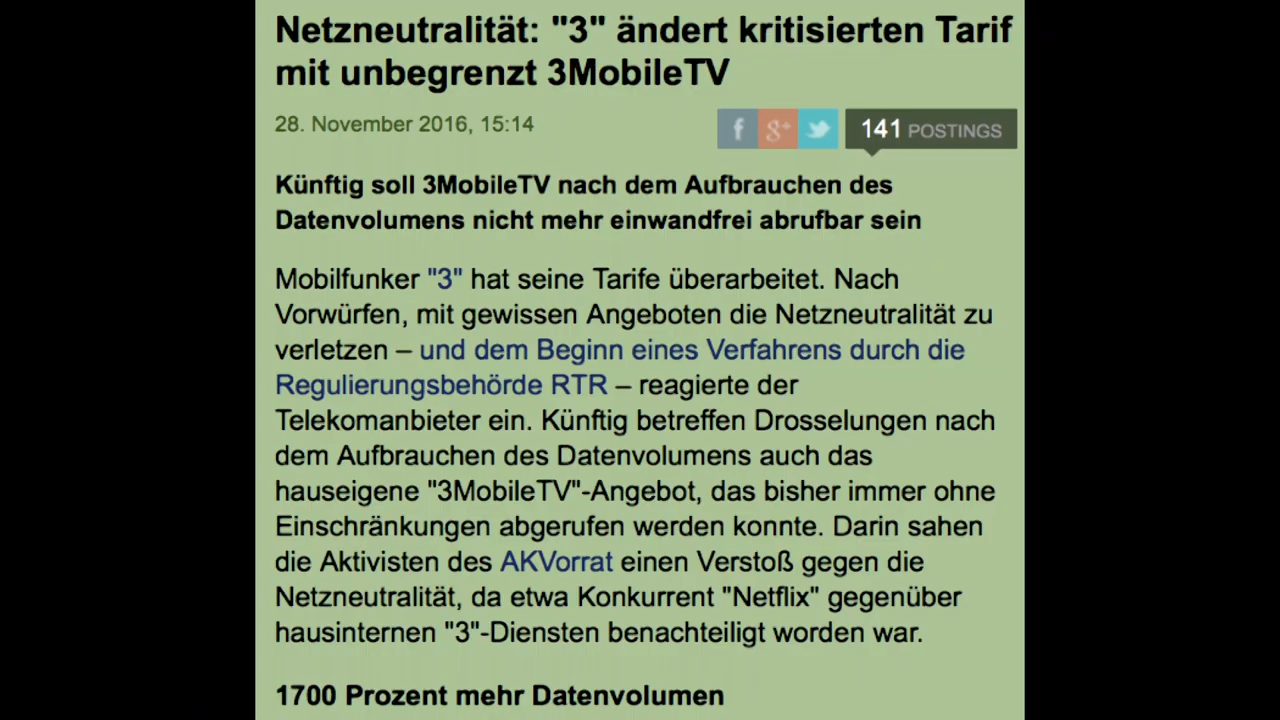 Netzneutralität: "3" ändert kritisierten Tarif
mit unbegrenzt 3MobileTV
28. November 2016, 15:14
f g+ 141 POSTINGS
Künftig soll 3MobileTV nach dem Aufbrauchen des
Datenvolumens nicht mehr einwandfrei abrufbar sein
Mobilfunker "3" hat seine Tarife überarbeitet. Nach
Vorwürfen, mit gewissen Angeboten die Netzneutralität zu
verletzen – und dem Beginn eines Verfahrens durch die
Regulierungsbehörde RTR – reagierte der
Telekomanbieter ein. Künftig betreffen Drosselungen nach
dem Aufbrauchen des Datenvolumens auch das
hauseigene "3MobileTV"-Angebot, das bisher immer ohne
Einschränkungen abgerufen werden konnte. Darin sahen
die Aktivisten des AKVorrat einen Verstoß gegen die
Netzneutralität, da etwa Konkurrent "Netflix" gegenüber
hausinternen "3"-Diensten benachteiligt worden war.
1700 Prozent mehr Datenvolumen